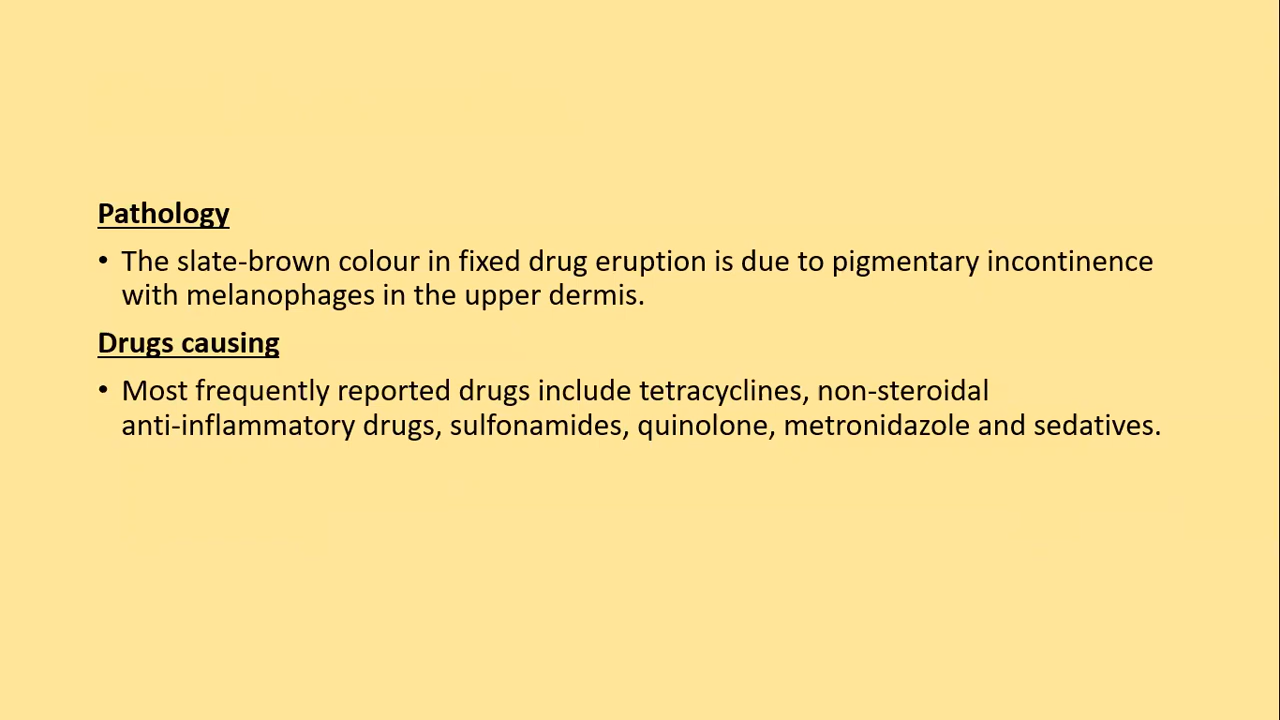 Pathology
• The slate-brown colour in fixed drug eruption is due to pigmentary incontinence
with melanophages in the upper dermis.
Drugs causing
• Most frequently reported drugs include tetracyclines, non-steroidal
anti-inflammatory drugs, sulfonamides, quinolone, metronidazole and sedatives.